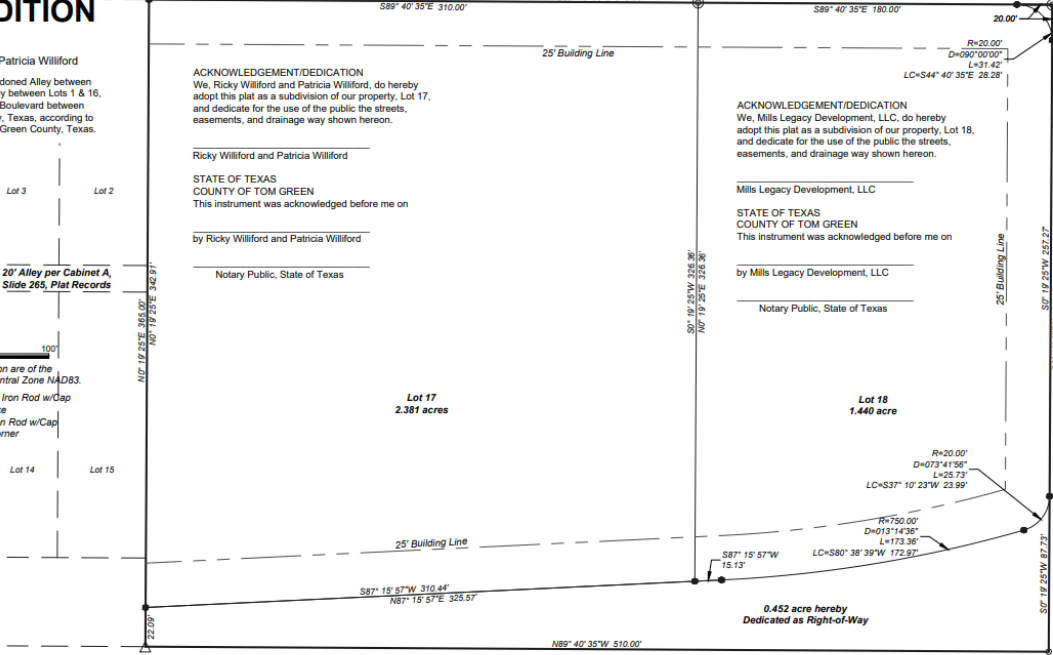 DITION
Patricia Williford
doned Alley between
y between Lots 1 & 16,
Boulevard between
, Texas, according to
Green County, Texas.
S89° 40' 35"E 310.00'
S89° 40' 35"E 180.00'
20.00'
25' Building Line
R=20.00'
D=090°00'00"
L=31.42'
LC=S44° 40' 35"E 28.28'
ACKNOWLEDGEMENT/DEDICATION
We, Ricky Williford and Patricia Williford, do hereby
adopt this plat as a subdivision of our property, Lot 17,
and dedicate for the use of the public the streets,
easements, and drainage way shown hereon.
Ricky Williford and Patricia Williford
STATE OF TEXAS
COUNTY OF TOM GREEN
This instrument was acknowledged before me on
by Ricky Williford and Patricia Williford
Notary Public, State of Texas
ACKNOWLEDGEMENT/DEDICATION
We, Mills Legacy Development, LLC, do hereby
adopt this plat as a subdivision of our property, Lot 18,
and dedicate for the use of the public the streets,
easements, and drainage way shown hereon.
Mills Legacy Development, LLC
STATE OF TEXAS
COUNTY OF TOM GREEN
This instrument was acknowledged before me on
by Mills Legacy Development, LLC
Notary Public, State of Texas
Lot 3
Lot 2
20' Alley per Cabinet A,
Slide 265, Plat Records
N0° 19' 25"E 365.00'
N0° 19' 25"E 342.91'
S0° 19' 25"W 326.36'
N0° 19' 25"E 326.36'
25' Building Line
S0° 19' 25"W 257.27'
100'
on are of the
ntral Zone NAD83.
Iron Rod w/Cap
n Rod w/Cap
rner
Lot 17
2.381 acres
Lot 18
1.440 acre
Lot 14
Lot 15
R=20.00'
D=073°41'56"
L=25.73'
LC=S37° 10' 23"W 23.99'
R=750.00'
D=013°14'36"
L=173.36'
LC=S80° 38' 39"W 172.97'
25' Building Line
S87° 15' 57"W
15.13'
S87° 15' 57"W 310.44'
N87° 15' 57"E 325.57'
S0° 19' 25"W 87.73'
0.452 acre hereby
Dedicated as Right-of-Way
22.09'
N89° 40' 35"W 510.00'